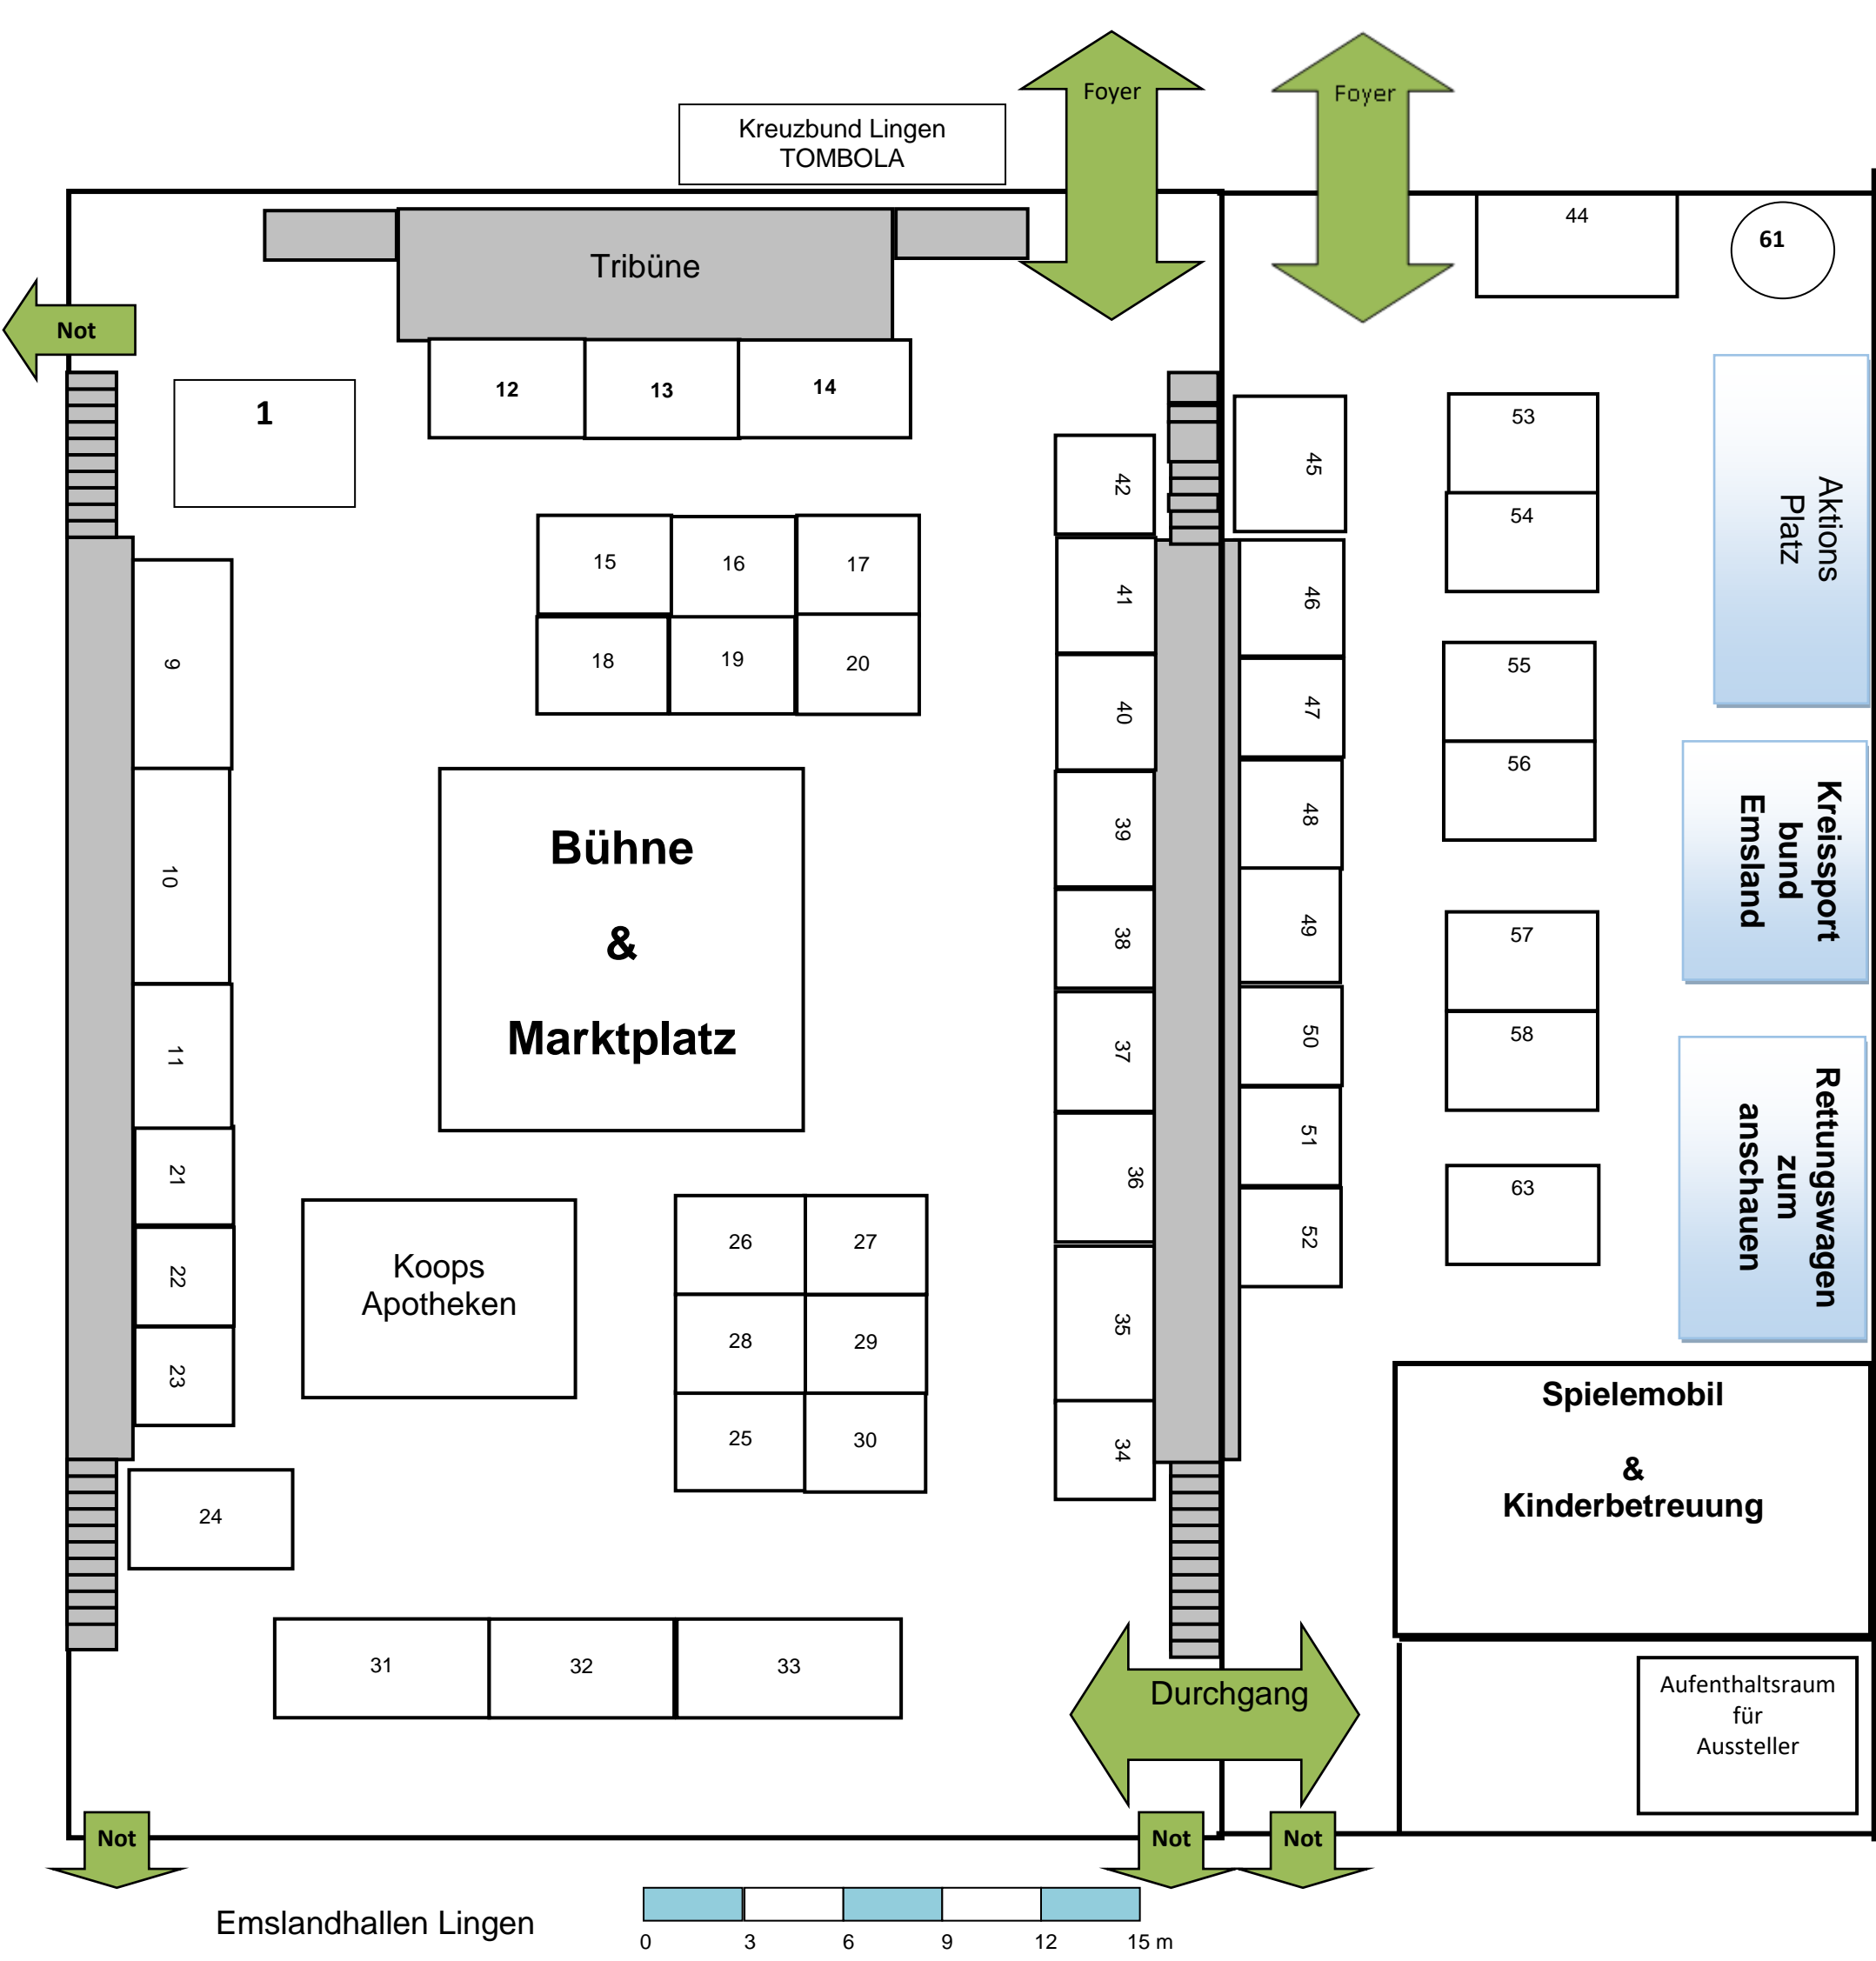 Foyer
Foyer
Kreuzbund Lingen
TOMBOLA
44
61
Tribüne
Not
12
13
14
1
42
45
53
54
Aktions
Platz
15
16
17
18
19
20
41
46
9
40
47
55
56
10
Bühne
&
Marktplatz
39
48
Kreissport
bund
Emsland
38
49
57
58
11
37
50
21
36
51
Rettungswagen
zum
anschauen
63
22
Koops
Apotheken
26
27
28
29
25
30
52
35
23
34
24
Spielemobil
&
Kinderbetreuung
31
32
33
Durchgang
Aufenthaltsraum
für
Aussteller
Not
Not
Not
Emslandhallen Lingen
0 3 6 9 12 15 m